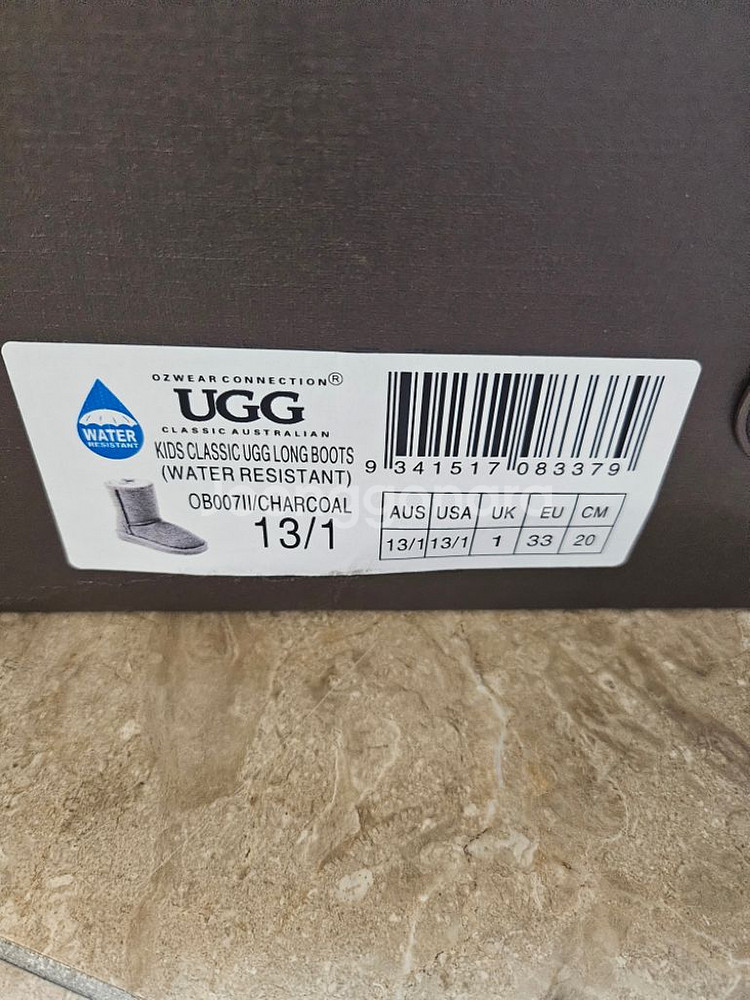 OZWEAR CONNECTION®
UGG
CLASSIC AUSTRALIAN
WATER
RESISTANT
KIDS CLASSIC UGG LONG BOOTS
(WATER RESISTANT)
OB007II/CHARCOAL
13/1
9 341517 083379
AUS USA UK EU CM
13/1 13/1 1 33 20